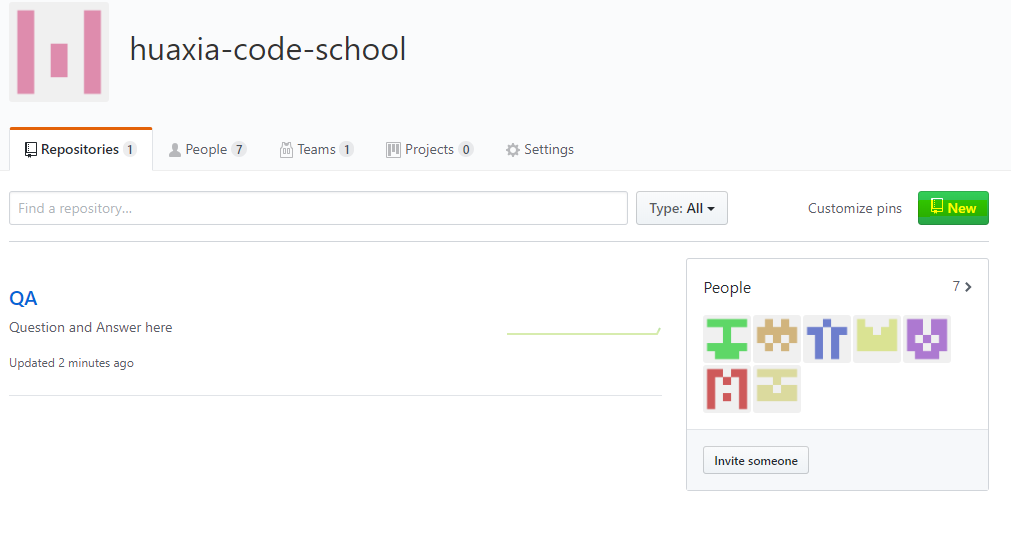 huaxia-code-school
Repositories 1 People 7 Teams 1 Projects 0 Settings
Find a repository... Type: All Customize pins New
QA
Question and Answer here
Updated 2 minutes ago
People 7
Invite someone